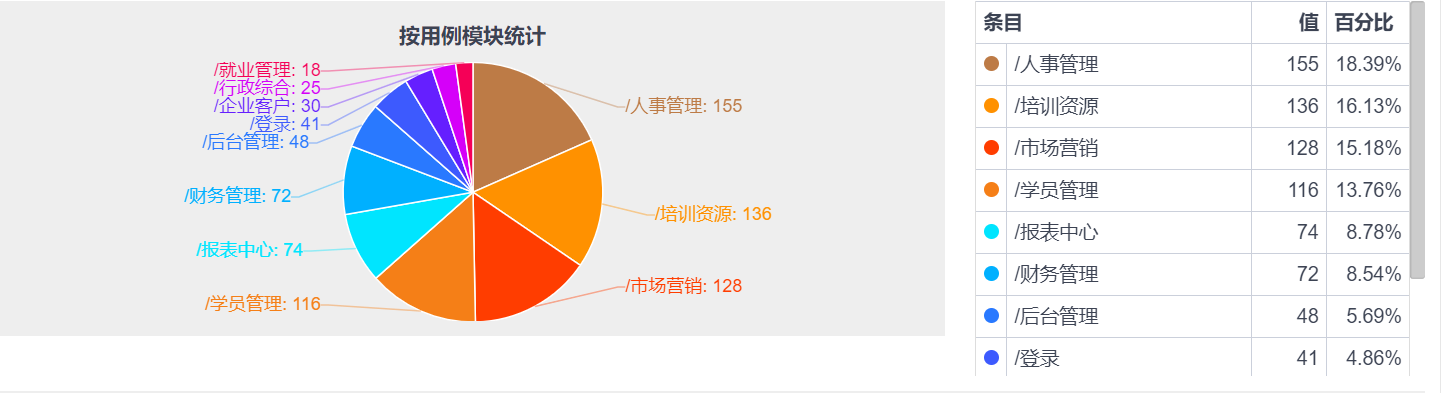 按用例模块统计
/就业管理: 18
/行政综合: 25
/企业客户: 30
/登录: 41
/后台管理: 48
/财务管理: 72
/报表中心: 74
/学员管理: 116
/人事管理: 155
/培训资源: 136
/市场营销: 128
条目 值 百分比
/人事管理 155 18.39%
/培训资源 136 16.13%
/市场营销 128 15.18%
/学员管理 116 13.76%
/报表中心 74 8.78%
/财务管理 72 8.54%
/后台管理 48 5.69%
/登录 41 4.86%